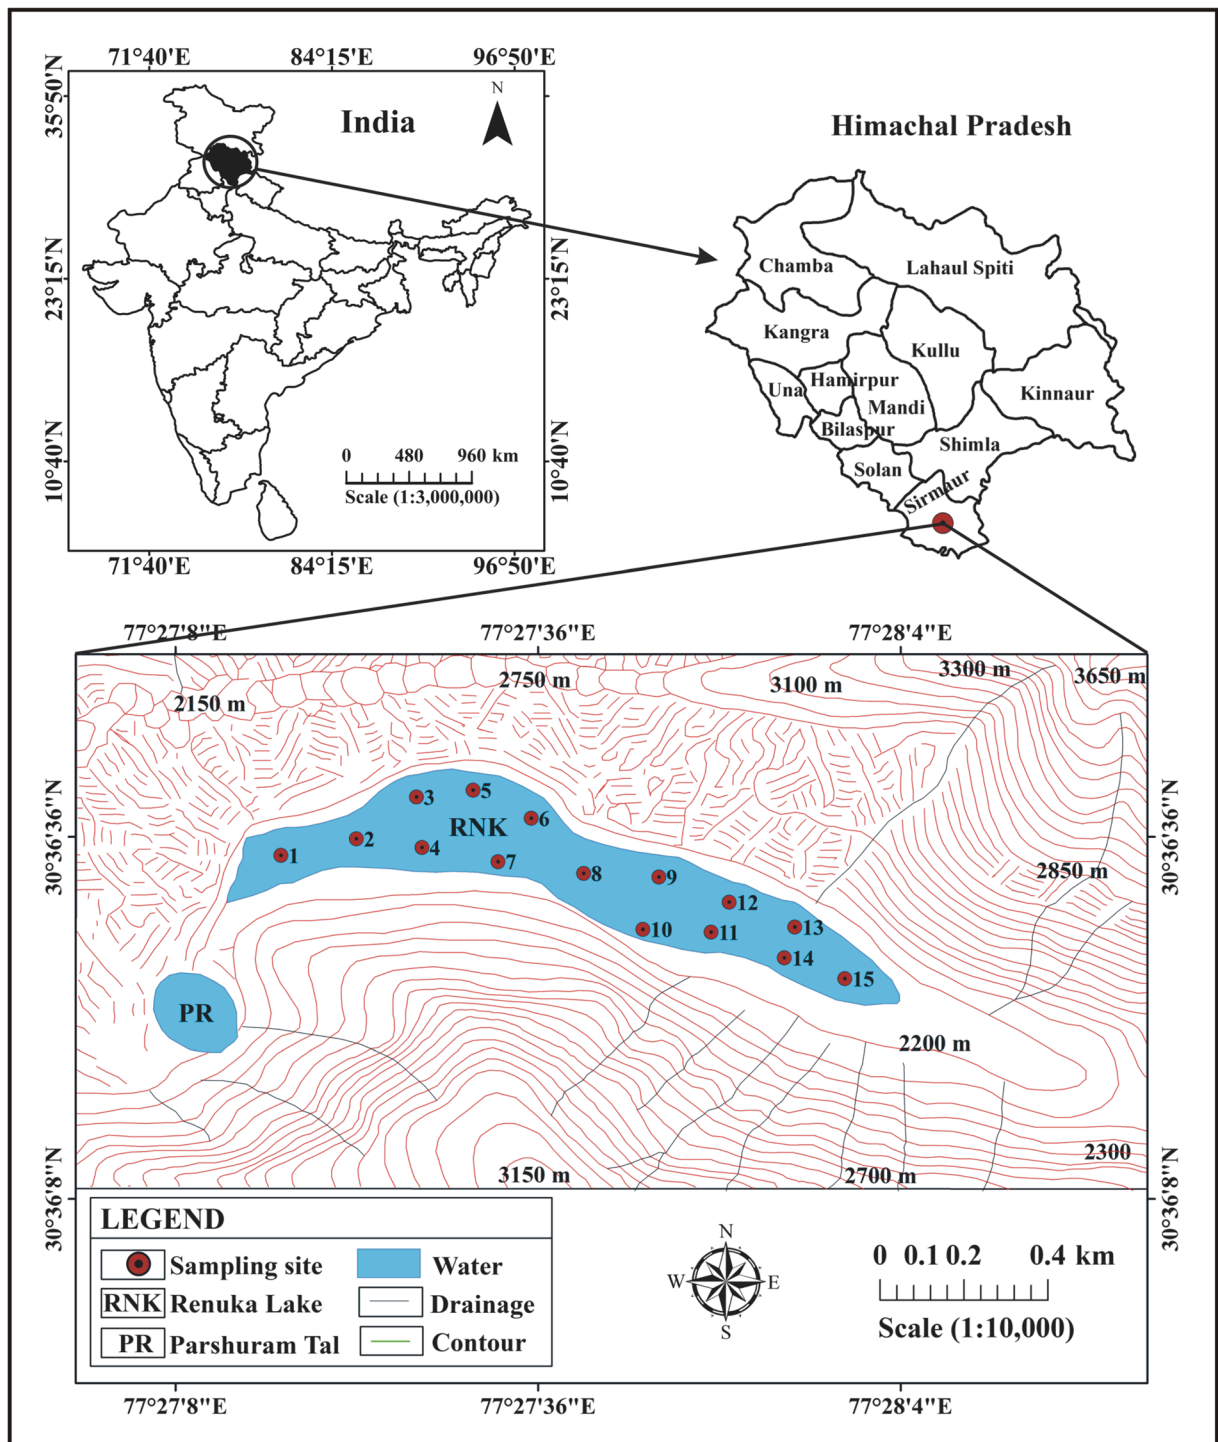 71°40'E 84°15'E 96°50'E
35°50'N
N
India
Himachal Pradesh
23°15'N
23°15'N
Chamba
Lahaul Spiti
Kangra
Kullu
Una
Hamirpur
Kinnaur
Mandi
Bilaspur
Shimla
10°40'N
10°40'N
0 480 960 km
Scale (1:3,000,000)
Solan
Sirmaur
71°40'E 84°15'E 96°50'E
77°27'8"E 77°27'36"E 77°28'4"E
2150 m
2750 m
3100 m
3300 m
3650 m
30°36'36"N
30°36'36"N
3
5
RNK
6
1
2
4
7
8
9
2850 m
12
10
11
13
14
15
PR
2200 m
3150 m
2700 m
2300
30°36'8"N
30°36'8"N
LEGEND
Sampling site
Water
RNK Renuka Lake
Drainage
PR Parshuram Tal
Contour
N
W E
S
0 0.1 0.2 0.4 km
Scale (1:10,000)
77°27'8"E 77°27'36"E 77°28'4"E